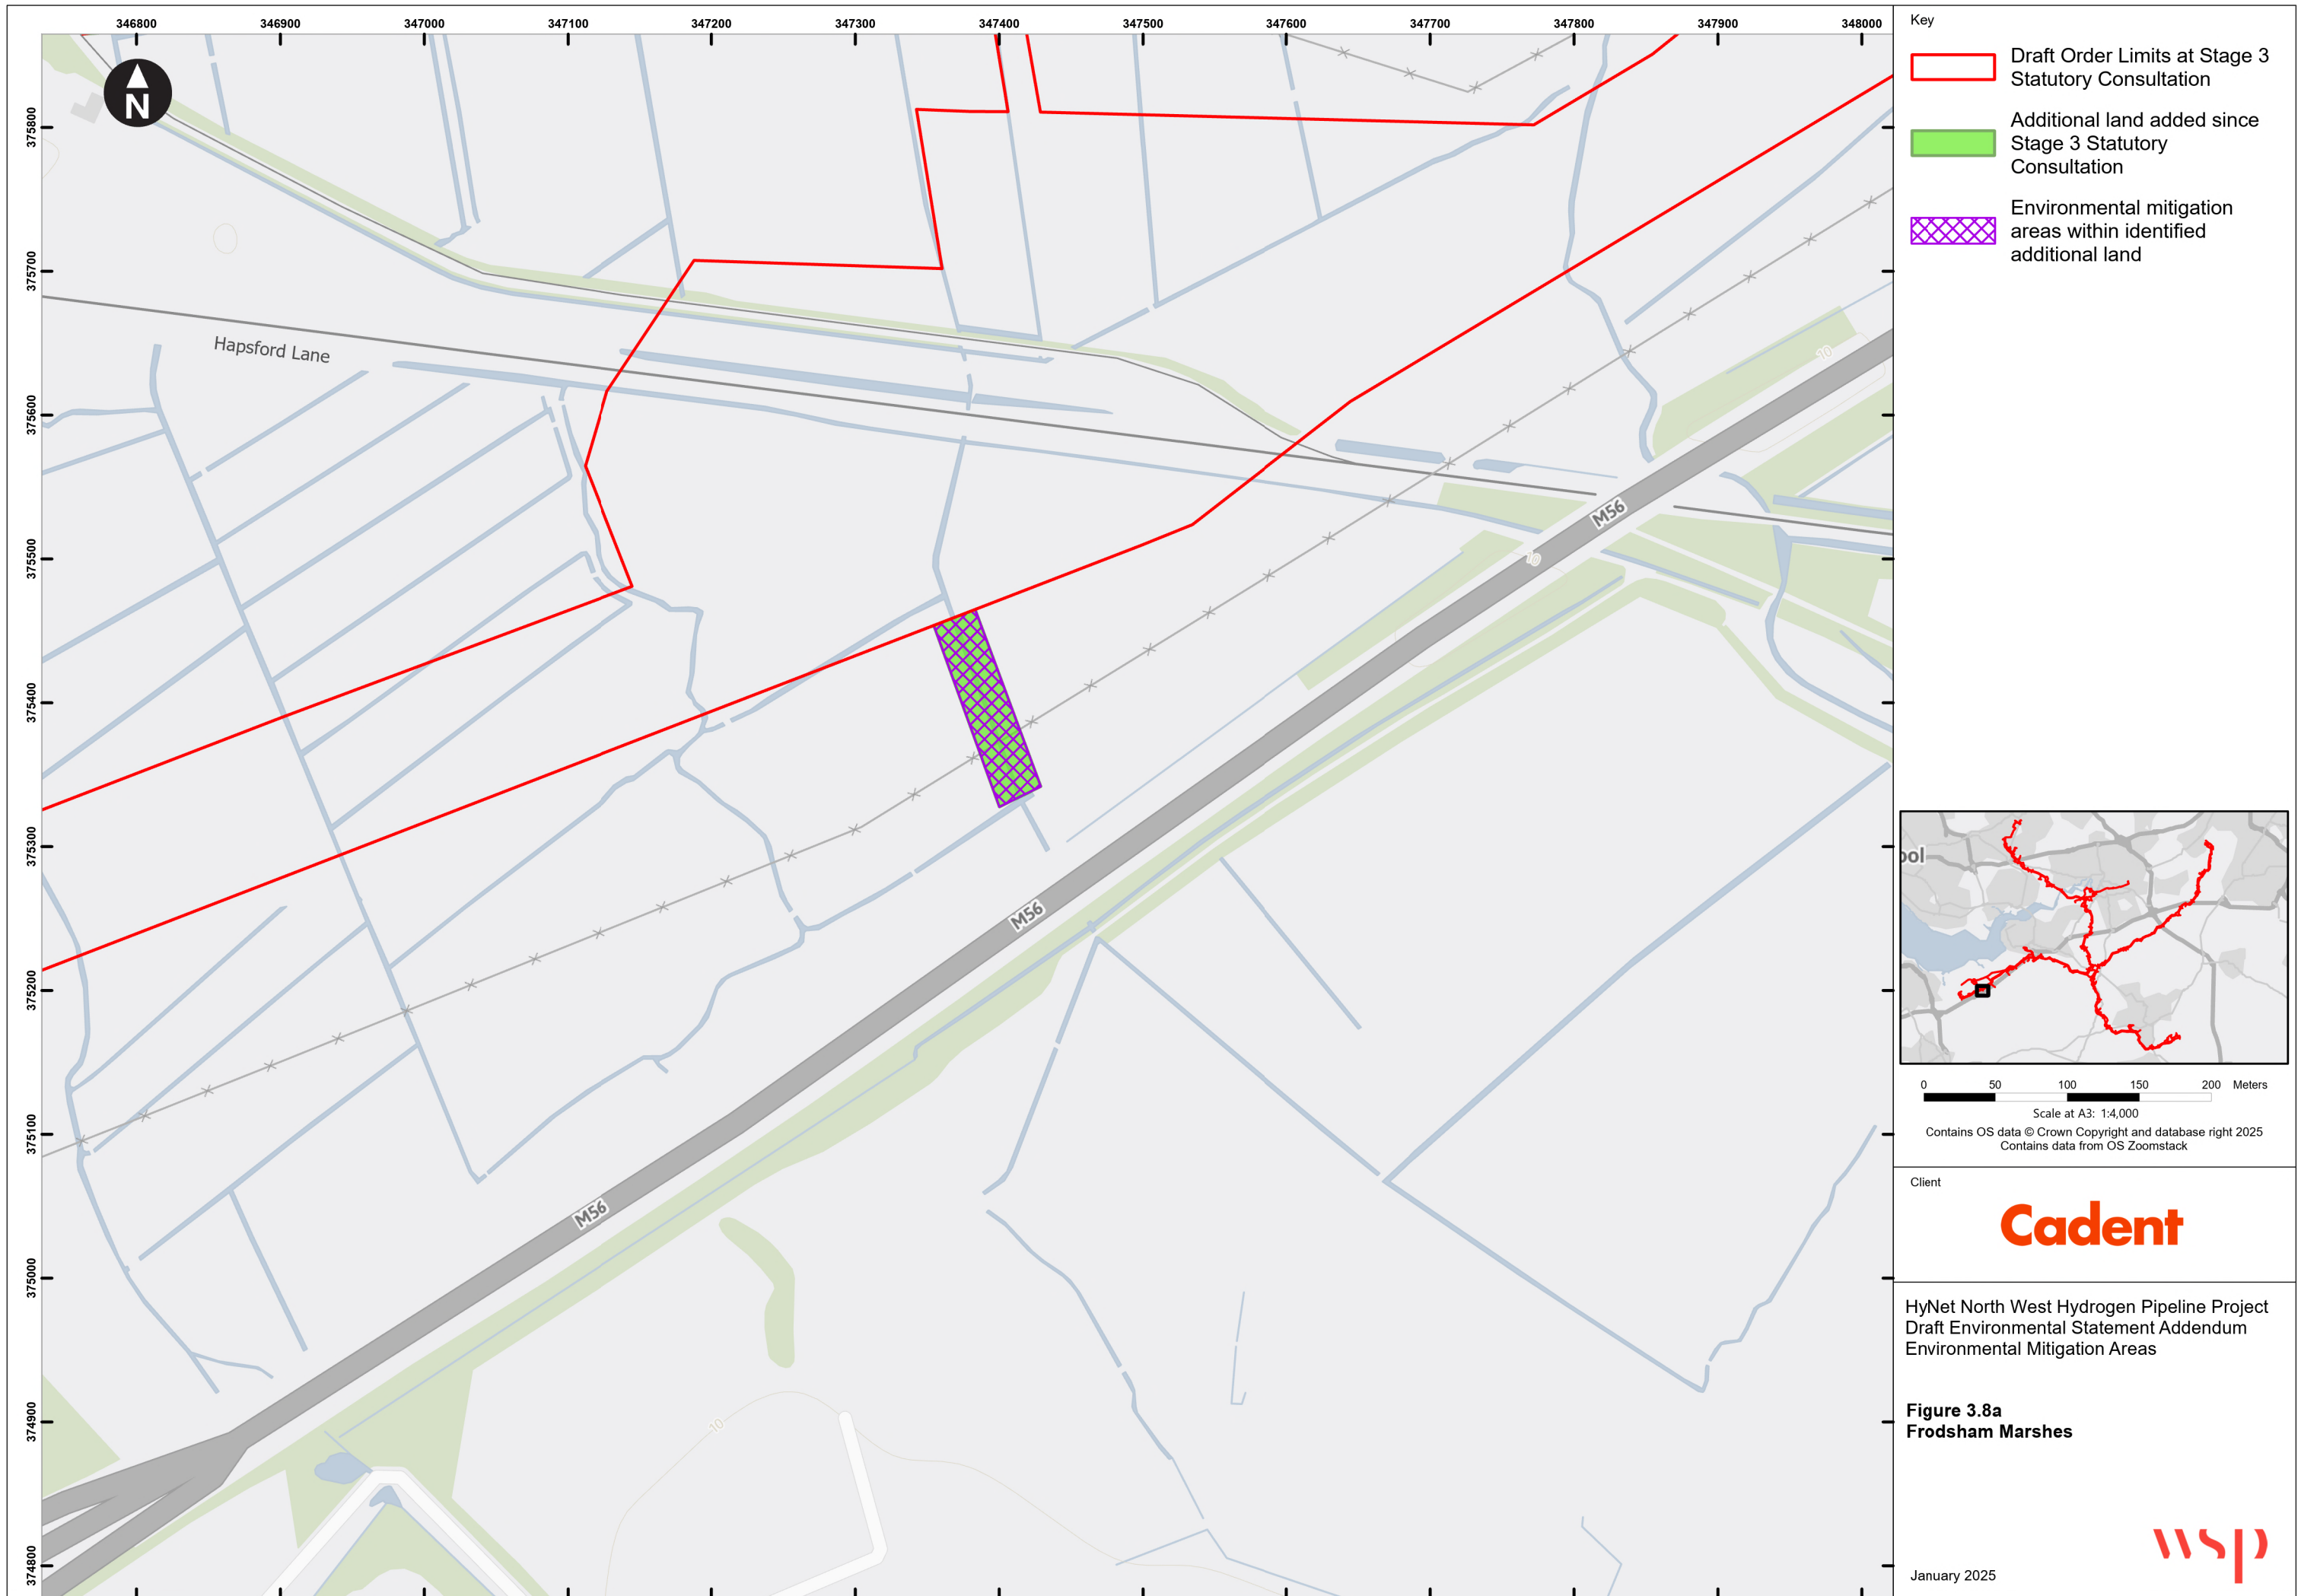 346800 346900 347000 347100 347200 347300 347400 347500 347600 347700 347800 347900 348000
375800
375700
375600
375500
375400
375300
375200
375100
375000
374900
374800
N
Hapsford Lane
M56
M56
M56
10
10
10
Key
Draft Order Limits at Stage 3
Statutory Consultation
Additional land added since
Stage 3 Statutory
Consultation
Environmental mitigation
areas within identified
additional land
ool
0 50 100 150 200 Meters
Scale at A3: 1:4,000
Contains OS data © Crown Copyright and database right 2025
Contains data from OS Zoomstack
Client
Cadent
HyNet North West Hydrogen Pipeline Project
Draft Environmental Statement Addendum
Environmental Mitigation Areas
Figure 3.8a
Frodsham Marshes
January 2025
wsp